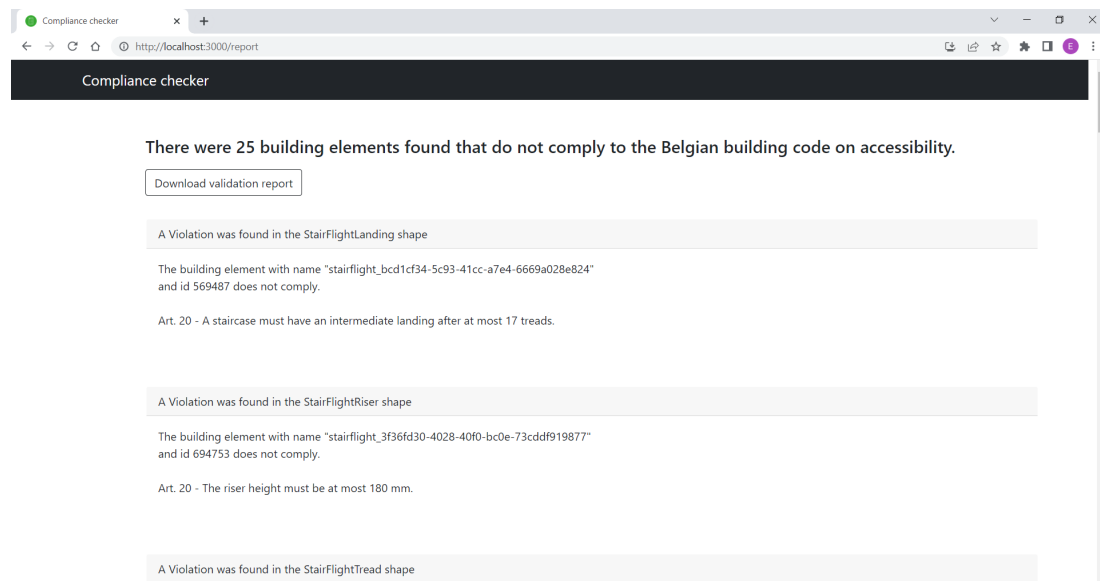 Compliance checker
http://localhost:3000/report
E
Compliance checker
There were 25 building elements found that do not comply to the Belgian building code on accessibility.
Download validation report
A Violation was found in the StairFlightLanding shape
The building element with name "stairflight_bcd1cf34-5c93-41cc-a7e4-6669a028e824"
and id 569487 does not comply.
Art. 20 - A staircase must have an intermediate landing after at most 17 treads.
A Violation was found in the StairFlightRiser shape
The building element with name "stairflight_3f36fd30-4028-40f0-bc0e-73cddf919877"
and id 694753 does not comply.
Art. 20 - The riser height must be at most 180 mm.
A Violation was found in the StairFlightTread shape